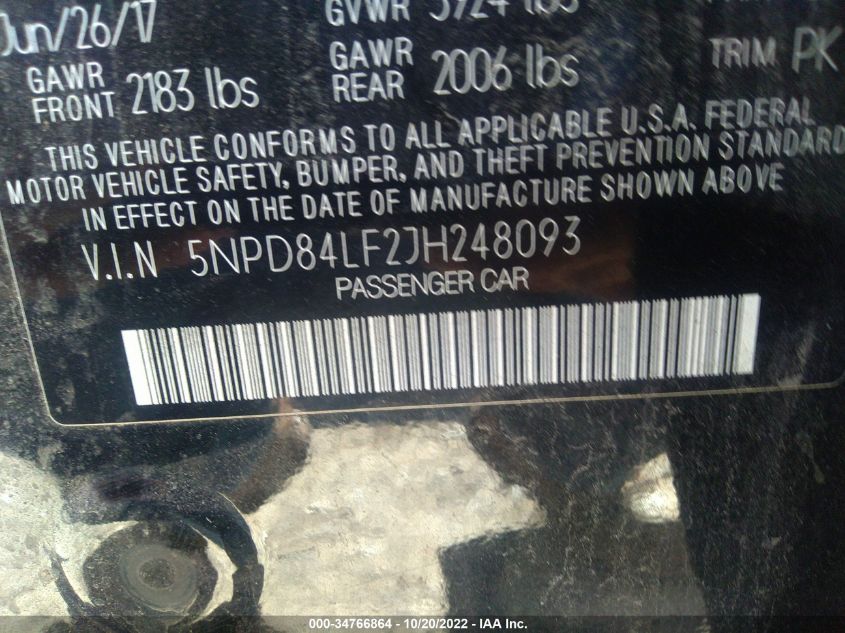 Jun/26/17
GVWR 3924 lbs
GAWR FRONT 2183 lbs
GAWR REAR 2006 lbs
TRIM PK
THIS VEHICLE CONFORMS TO ALL APPLICABLE U.S.A. FEDERAL
MOTOR VEHICLE SAFETY, BUMPER, AND THEFT PREVENTION STANDARD
IN EFFECT ON THE DATE OF MANUFACTURE SHOWN ABOVE
V.I.N 5NPD84LF2JH248093
PASSENGER CAR
000-34766864 - 10/20/2022 - IAA Inc.